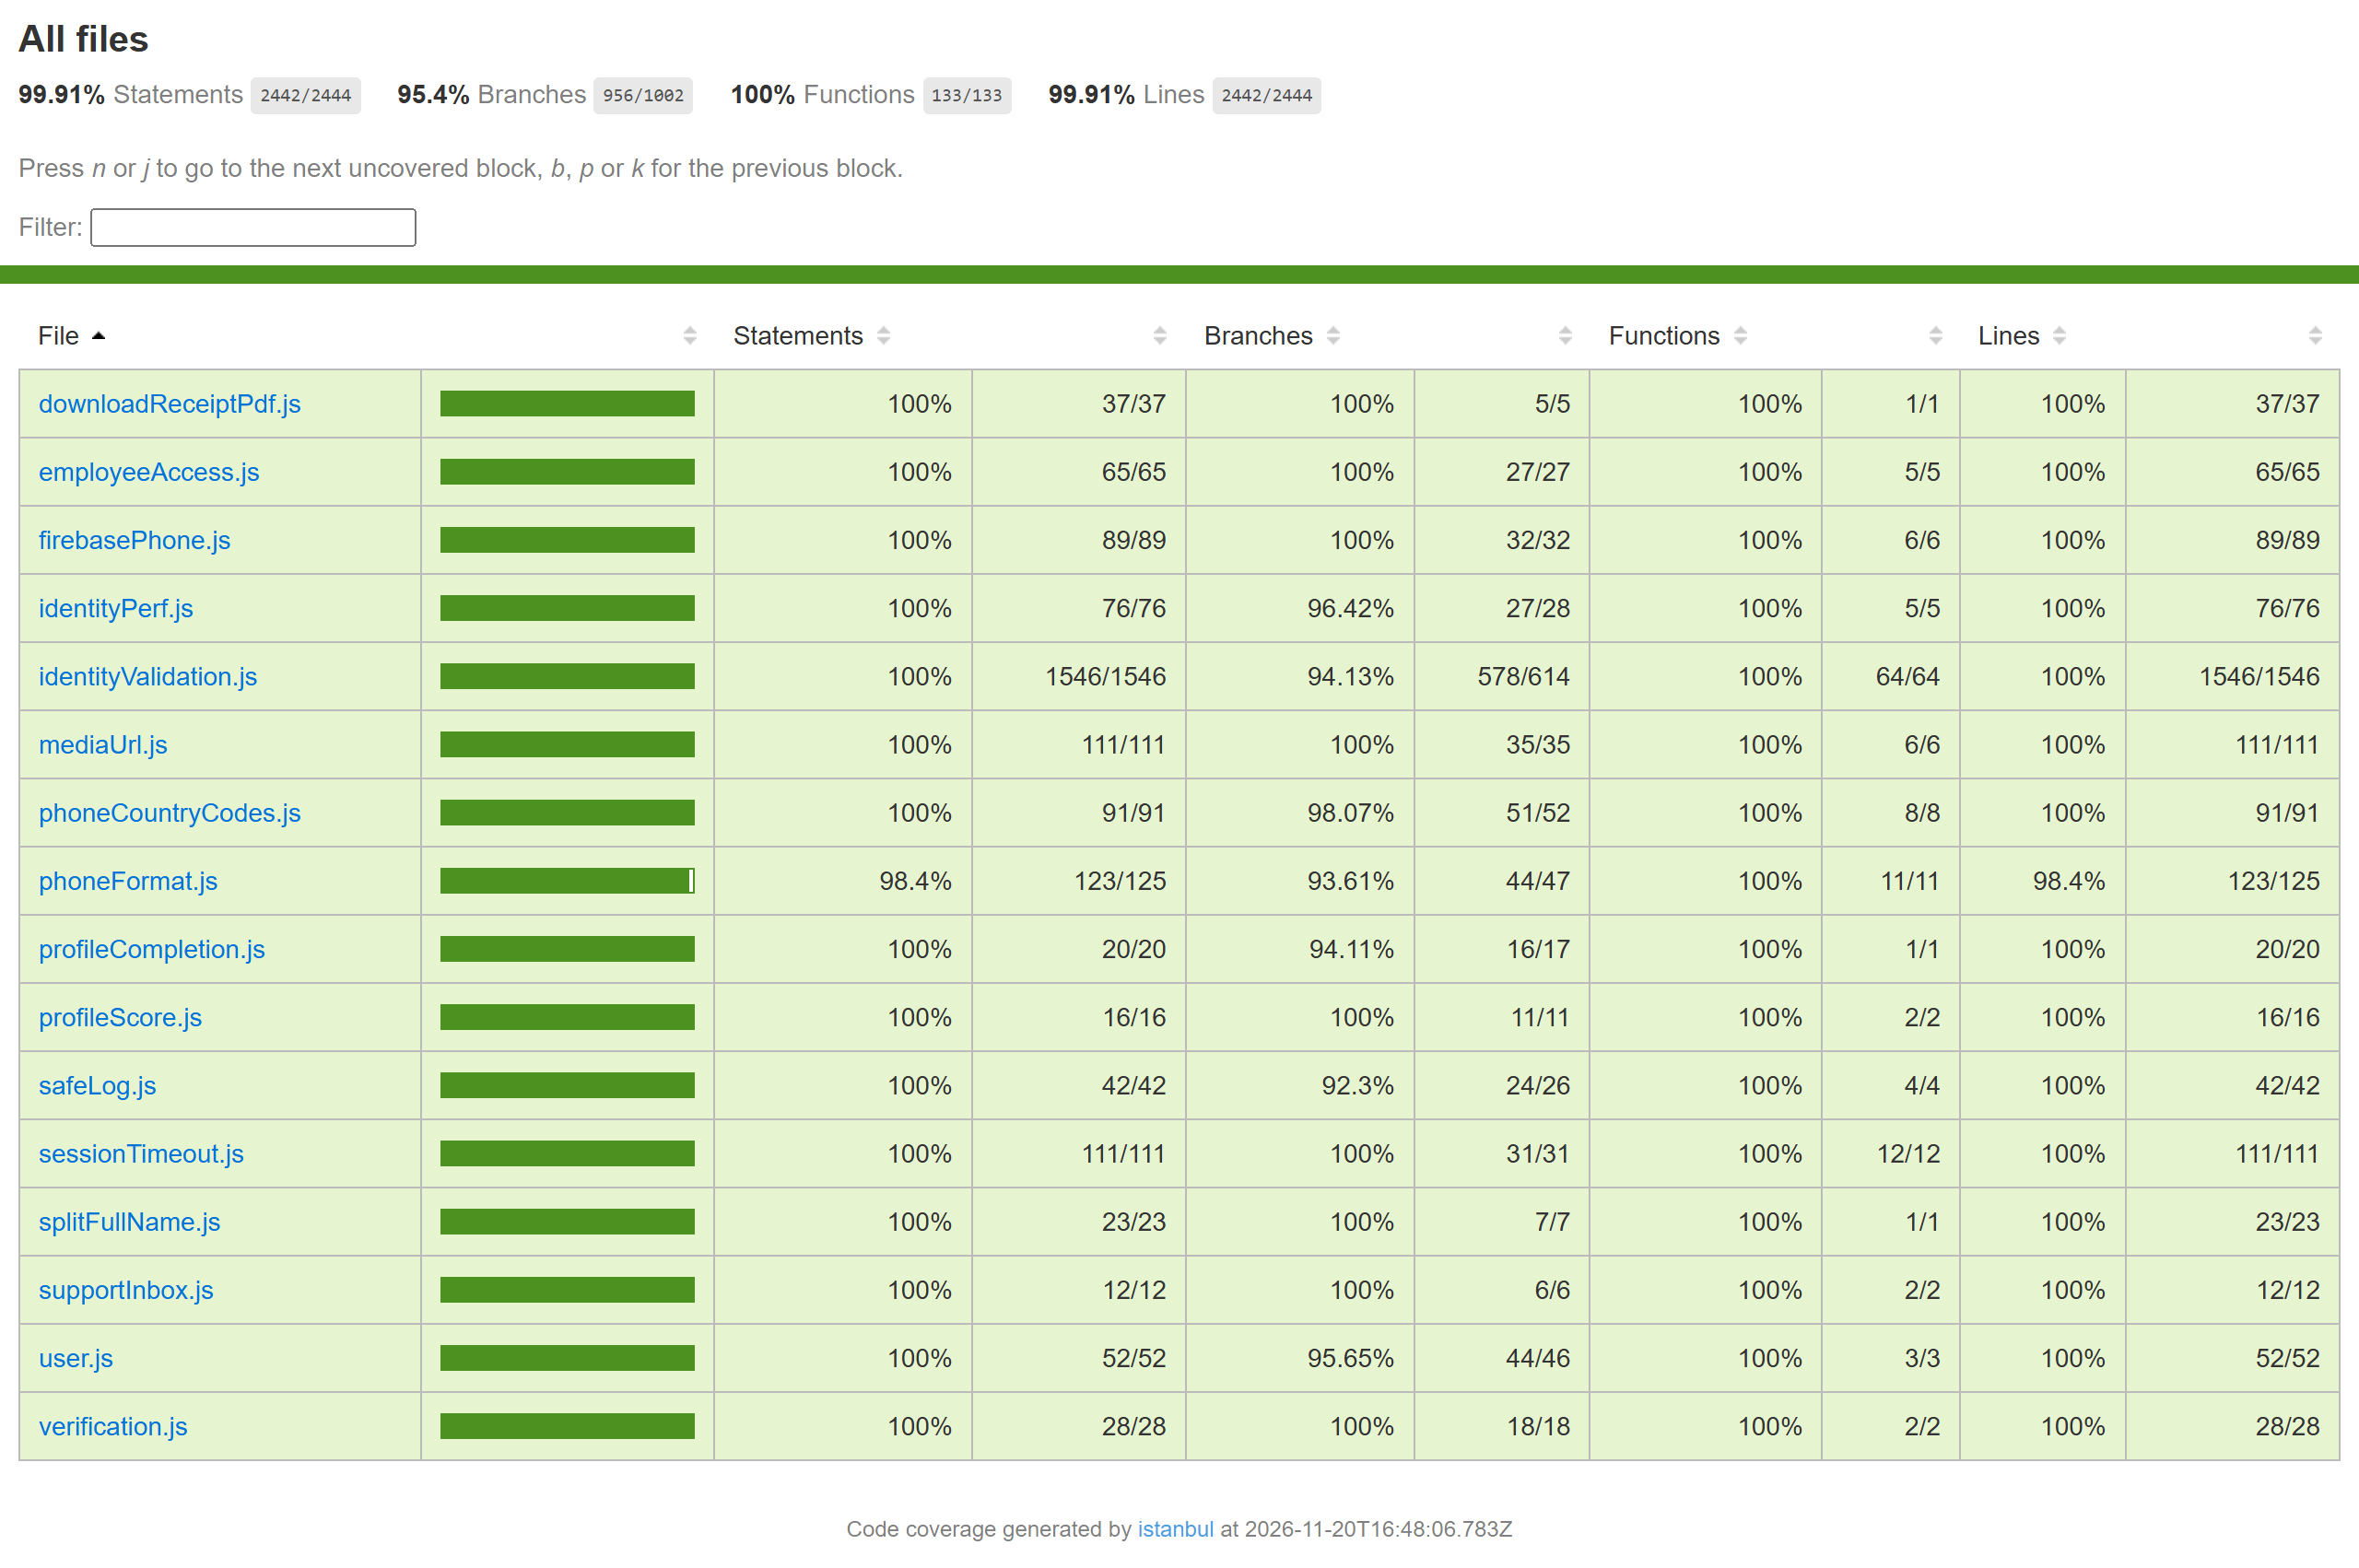 All files
99.91% Statements 2442/2444 95.4% Branches 956/1002 100% Functions 133/133 99.91% Lines 2442/2444
Press n or j to go to the next uncovered block, b, p or k for the previous block.
Filter:
File Statements Branches Functions Lines
downloadReceiptPdf.js 100% 37/37 100% 5/5 100% 1/1 100% 37/37
employeeAccess.js 100% 65/65 100% 27/27 100% 5/5 100% 65/65
firebasePhone.js 100% 89/89 100% 32/32 100% 6/6 100% 89/89
identityPerf.js 100% 76/76 96.42% 27/28 100% 5/5 100% 76/76
identityValidation.js 100% 1546/1546 94.13% 578/614 100% 64/64 100% 1546/1546
mediaUrl.js 100% 111/111 100% 35/35 100% 6/6 100% 111/111
phoneCountryCodes.js 100% 91/91 98.07% 51/52 100% 8/8 100% 91/91
phoneFormat.js 98.4% 123/125 93.61% 44/47 100% 11/11 98.4% 123/125
profileCompletion.js 100% 20/20 94.11% 16/17 100% 1/1 100% 20/20
profileScore.js 100% 16/16 100% 11/11 100% 2/2 100% 16/16
safeLog.js 100% 42/42 92.3% 24/26 100% 4/4 100% 42/42
sessionTimeout.js 100% 111/111 100% 31/31 100% 12/12 100% 111/111
splitFullName.js 100% 23/23 100% 7/7 100% 1/1 100% 23/23
supportInbox.js 100% 12/12 100% 6/6 100% 2/2 100% 12/12
user.js 100% 52/52 95.65% 44/46 100% 3/3 100% 52/52
verification.js 100% 28/28 100% 18/18 100% 2/2 100% 28/28
Code coverage generated by istanbul at 2026-11-20T16:48:06.783Z